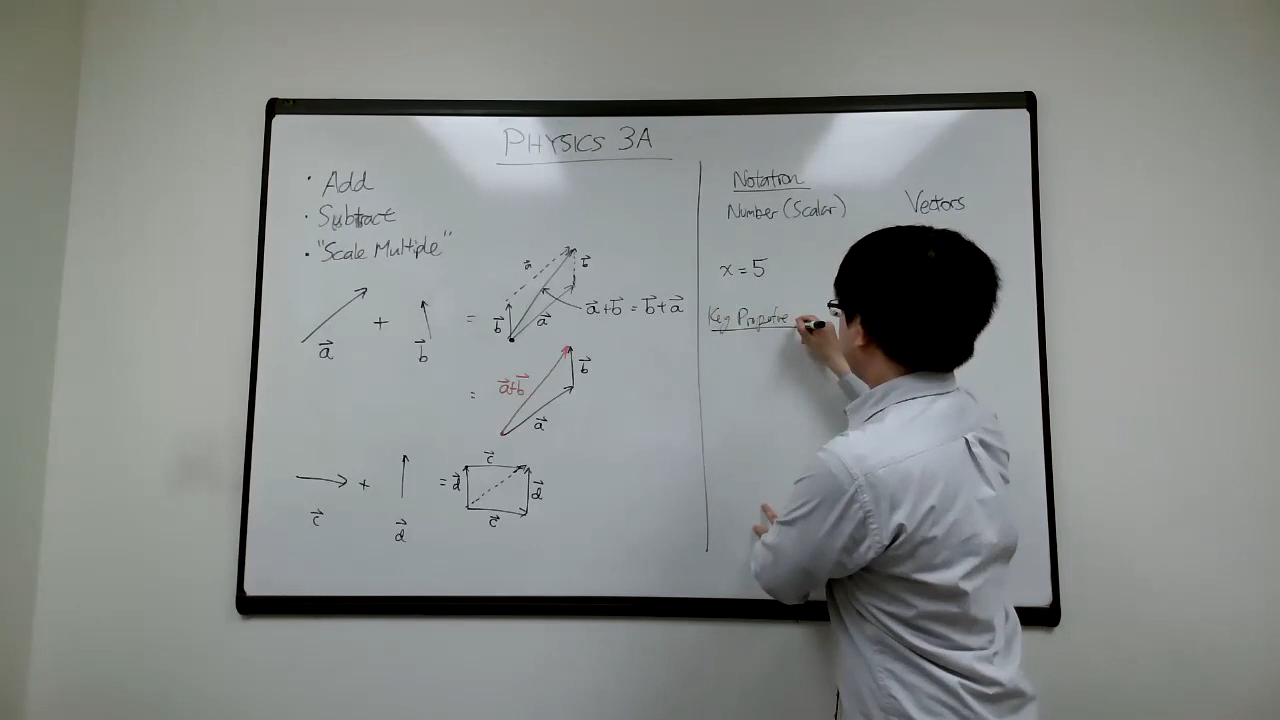 PHYSICS 3A
· Add
· Subtract
· "Scale Multiple"
a⃗ + b⃗ = b⃗ a⃗ a⃗ b⃗ a⃗+b⃗ = b⃗+a⃗
= a⃗+b⃗ b⃗ a⃗
c⃗ + d⃗ = d⃗ c⃗ d⃗ c⃗
Notation
Number (Scalar) Vectors
x = 5
Key Propertie